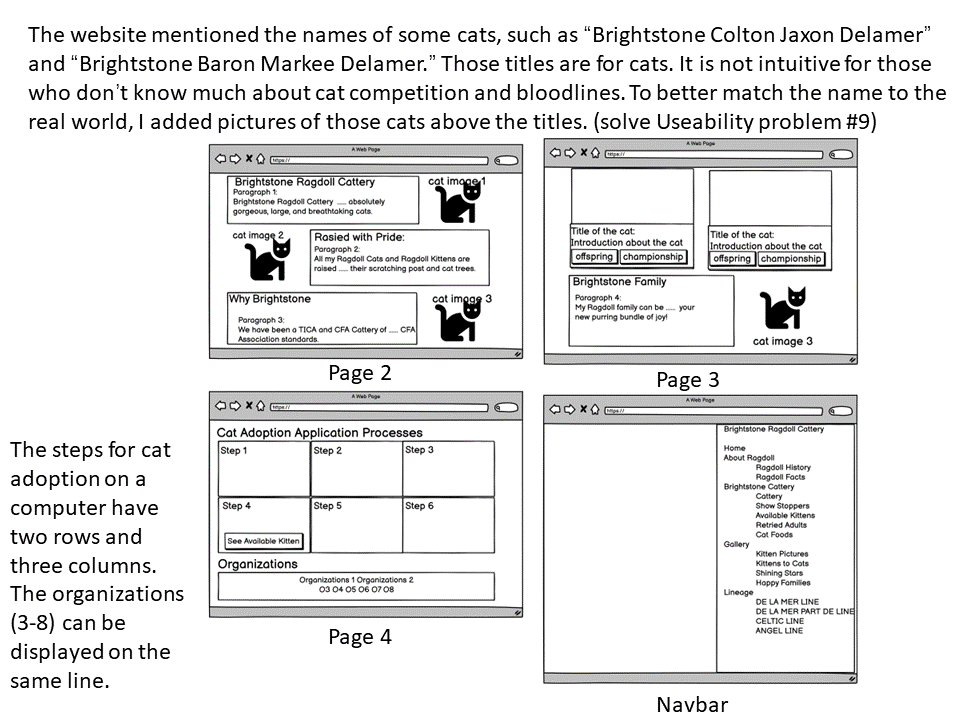 The website mentioned the names of some cats, such as “Brightstone Colton Jaxon Delamer”
and “Brightstone Baron Markee Delamer.” Those titles are for cats. It is not intuitive for those
who don’t know much about cat competition and bloodlines. To better match the name to the
real world, I added pictures of those cats above the titles. (solve Useability problem #9)
A Web Page
https://
Brightstone Ragdoll Cattery
Paragraph 1:
Brightstone Ragdoll Cattery .... absolutely
gorgeous, large, and breathtaking cats.
cat image 1
cat image 2
Rasied with Pride:
Paragraph 2:
All my Ragdoll Cats and Ragdoll Kittens are
raised .... their scratching post and cat trees.
Why Brightstone
Paragraph 3:
We have been a TICA and CFA Cattery of .... CFA
Association standards.
cat image 3
Page 2
A Web Page
https://
Title of the cat:
Introduction about the cat
offspring championship
Title of the cat:
Introduction about the cat
offspring championship
Brightstone Family
Paragraph 4:
My Ragdoll family can be .... your
new purring bundle of joy!
cat image 3
Page 3
The steps for cat
adoption on a
computer have
two rows and
three columns.
The organizations
(3-8) can be
displayed on the
same line.
A Web Page
https://
Cat Adoption Application Processes
Step 1 Step 2 Step 3
Step 4 Step 5 Step 6
See Available Kitten
Organizations
Organizations 1 Organizations 2
O3 O4 O5 O6 O7 O8
Page 4
A Web Page
https://
Brightstone Ragdoll Cattery
Home
About Ragdoll
Ragdoll History
Ragdoll Facts
Brightstone Cattery
Cattery
Show Stoppers
Available Kittens
Retried Adults
Cat Foods
Gallery
Kitten Pictures
Kittens to Cats
Shining Stars
Happy Families
Lineage
DE LA MER LINE
DE LA MER PART DE LINE
CELTIC LINE
ANGEL LINE
Navbar